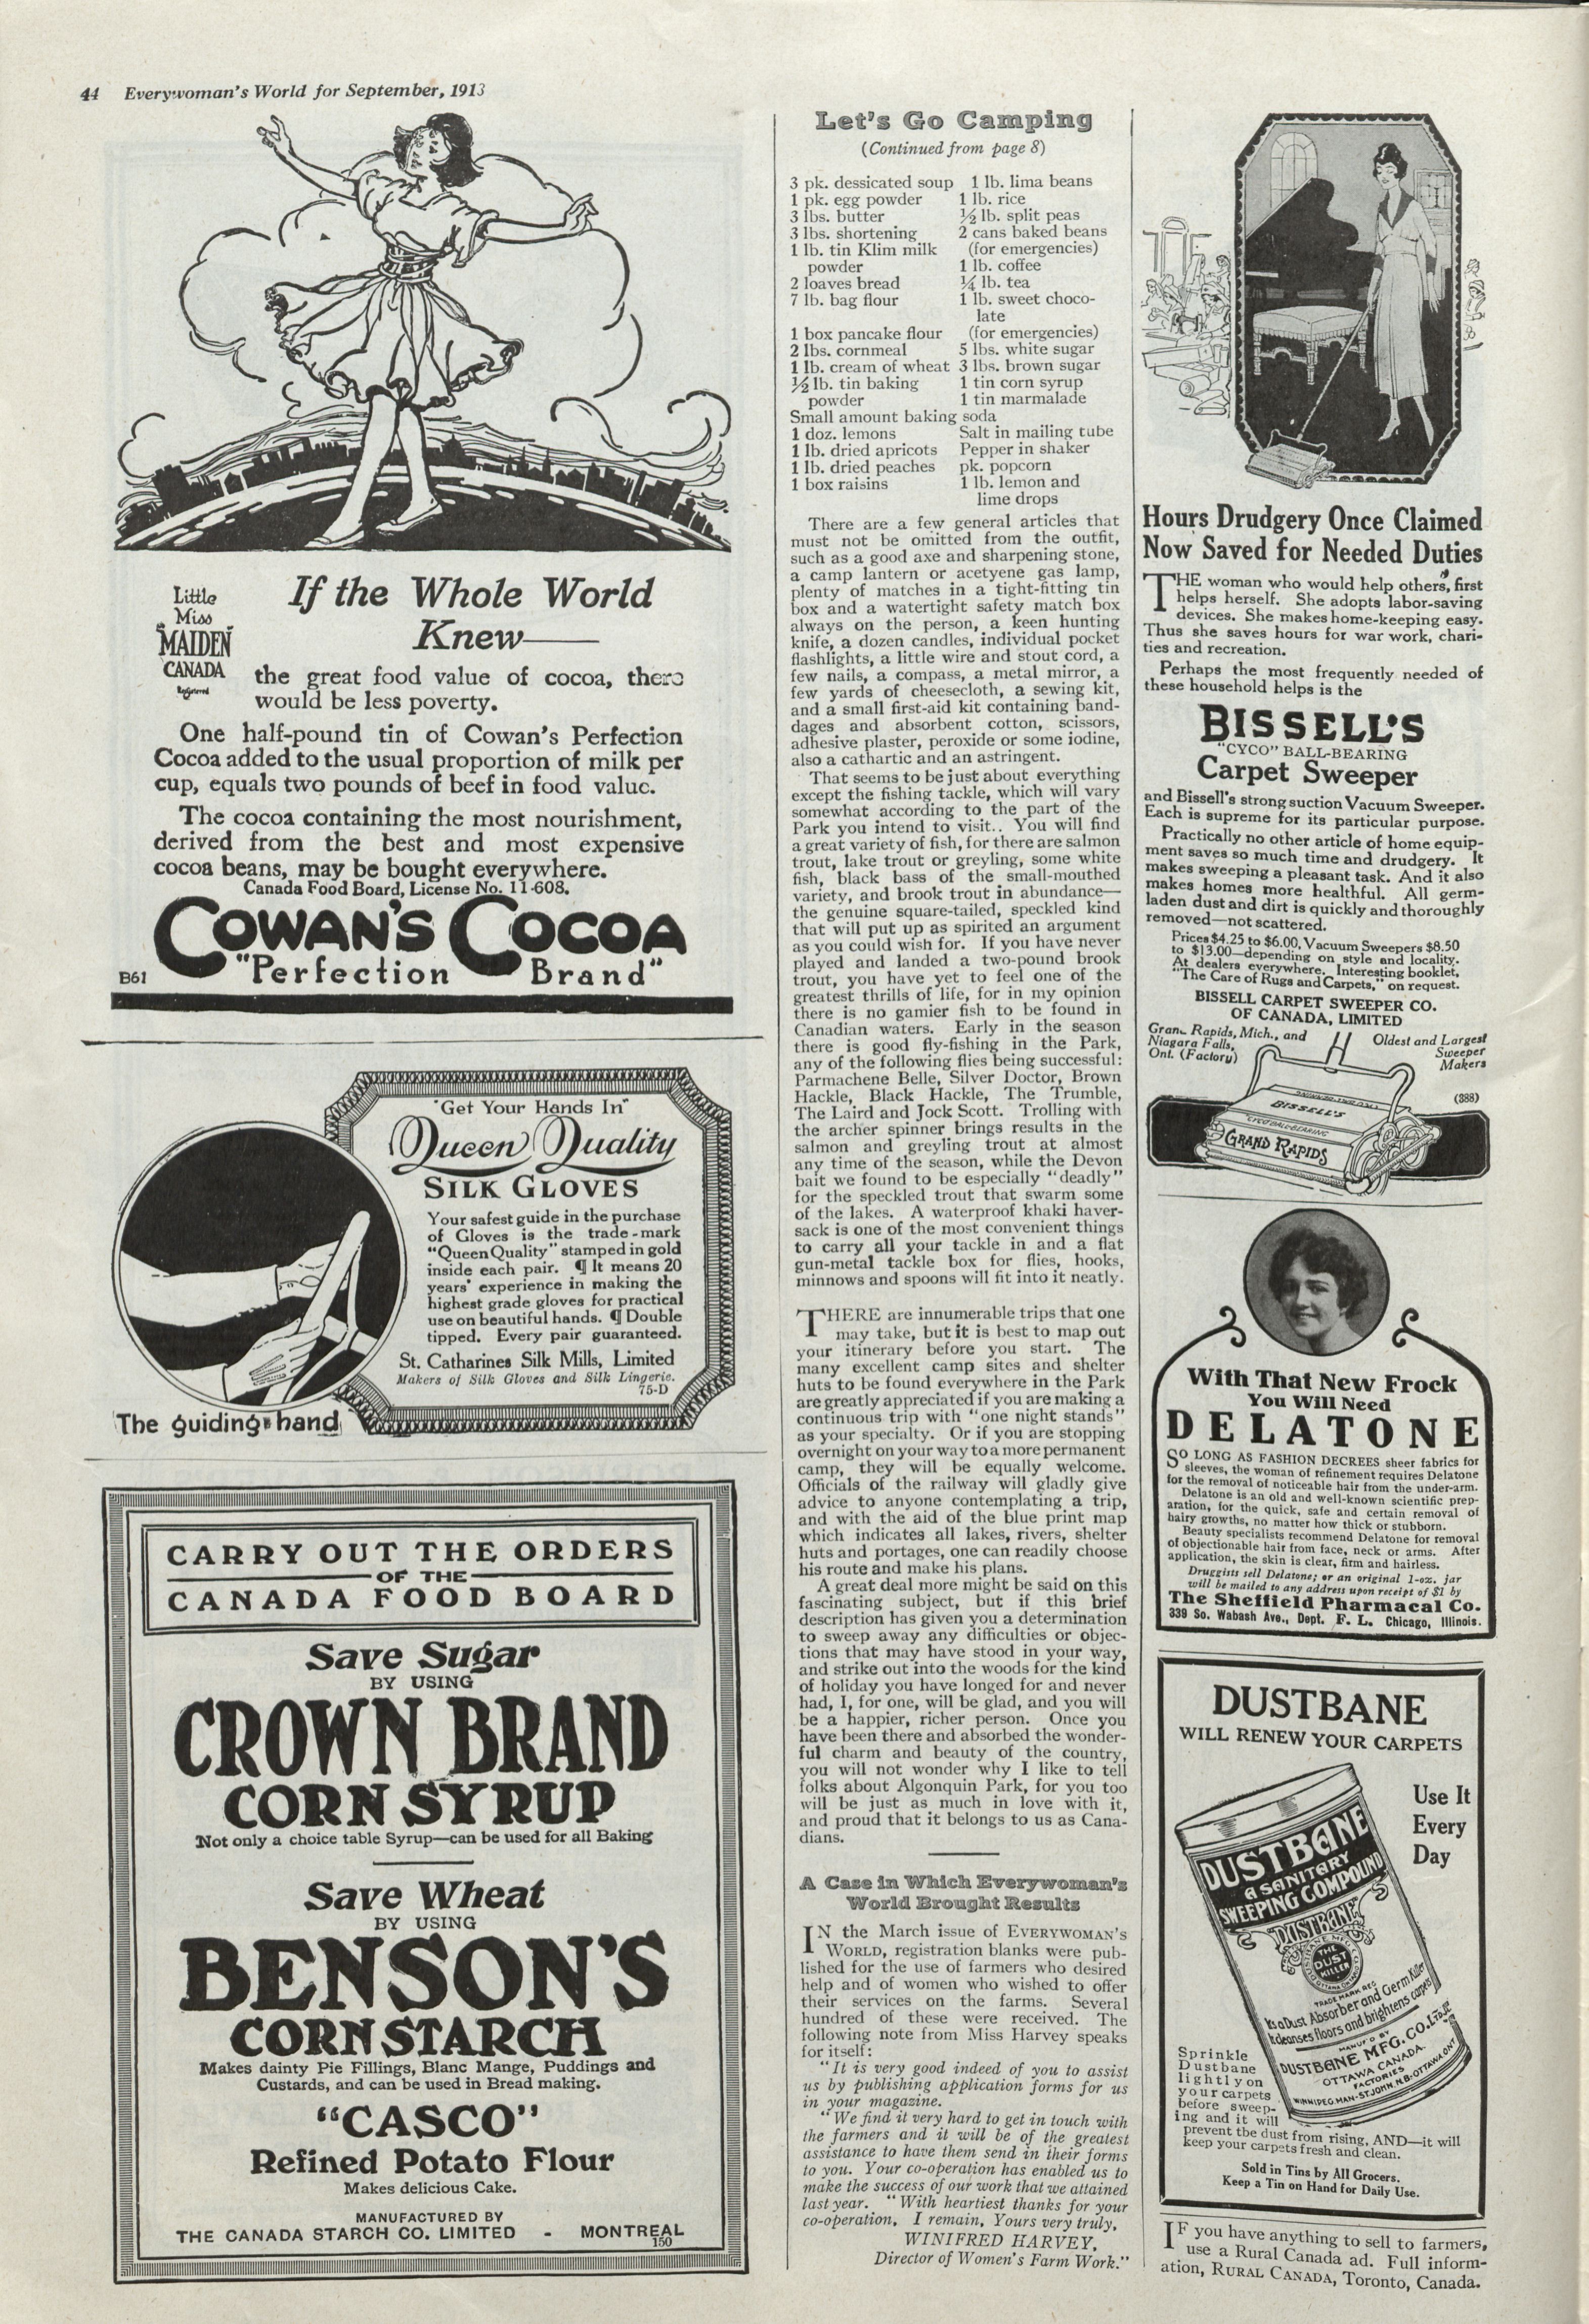 44 Everywoman's World for September, 1913
Little
Miss
MAIDEN
CANADA
Registered
If the Whole World
Knew—
the great food value of cocoa, there
would be less poverty.
One half-pound tin of Cowan's Perfection
Cocoa added to the usual proportion of milk per
cup, equals two pounds of beef in food value.
The cocoa containing the most nourishment,
derived from the best and most expensive
cocoa beans, may be bought everywhere.
Canada Food Board, License No. 11-608.
COWAN'S COCOA
"Perfection Brand"
B61
"Get Your Hands In"
Queen Quality
SILK GLOVES
Your safest guide in the purchase
of Gloves is the trade-mark
"Queen Quality" stamped in gold
inside each pair. ¶ It means 20
years' experience in making the
highest grade gloves for practical
use on beautiful hands. ¶ Double
tipped. Every pair guaranteed.
St. Catharines Silk Mills, Limited
Makers of Silk Gloves and Silk Lingerie.
75-D
The guiding hand
CARRY OUT THE ORDERS
OF THE
CANADA FOOD BOARD
Save Sugar
BY USING
CROWN BRAND
CORN SYRUP
Not only a choice table Syrup—can be used for all Baking
Save Wheat
BY USING
BENSON'S
CORN STARCH
Makes dainty Pie Fillings, Blanc Mange, Puddings and
Custards, and can be used in Bread making.
"CASCO"
Refined Potato Flour
Makes delicious Cake.
MANUFACTURED BY
THE CANADA STARCH CO. LIMITED - MONTREAL
150
Let's Go Camping
(Continued from page 8)
3 pk. dessicated soup 1 lb. lima beans
1 pk. egg powder 1 lb. rice
3 lbs. butter ½ lb. split peas
3 lbs. shortening 2 cans baked beans
1 lb. tin Klim milk (for emergencies)
powder 1 lb. coffee
2 loaves bread ¼ lb. tea
7 lb. bag flour 1 lb. sweet choco-
late
1 box pancake flour (for emergencies)
2 lbs. cornmeal 5 lbs. white sugar
1 lb. cream of wheat 3 lbs. brown sugar
½ lb. tin baking 1 tin corn syrup
powder 1 tin marmalade
Small amount baking soda
1 doz. lemons Salt in mailing tube
1 lb. dried apricots Pepper in shaker
1 lb. dried peaches pk. popcorn
1 box raisins 1 lb. lemon and
lime drops
There are a few general articles that
must not be omitted from the outfit,
such as a good axe and sharpening stone,
a camp lantern or acetyene gas lamp,
plenty of matches in a tight-fitting tin
box and a watertight safety match box
always on the person, a keen hunting
knife, a dozen candles, individual pocket
flashlights, a little wire and stout cord, a
few nails, a compass, a metal mirror, a
few yards of cheesecloth, a sewing kit,
and a small first-aid kit containing band-
dages and absorbent cotton, scissors,
adhesive plaster, peroxide or some iodine,
also a cathartic and an astringent.
That seems to be just about everything
except the fishing tackle, which will vary
somewhat according to the part of the
Park you intend to visit.. You will find
a great variety of fish, for there are salmon
trout, lake trout or greyling, some white
fish, black bass of the small-mouthed
variety, and brook trout in abundance—
the genuine square-tailed, speckled kind
that will put up as spirited an argument
as you could wish for. If you have never
played and landed a two-pound brook
trout, you have yet to feel one of the
greatest thrills of life, for in my opinion
there is no gamier fish to be found in
Canadian waters. Early in the season
there is good fly-fishing in the Park,
any of the following flies being successful:
Parmachene Belle, Silver Doctor, Brown
Hackle, Black Hackle, The Trumble,
The Laird and Jock Scott. Trolling with
the archer spinner brings results in the
salmon and greyling trout at almost
any time of the season, while the Devon
bait we found to be especially "deadly"
for the speckled trout that swarm some
of the lakes. A waterproof khaki haver-
sack is one of the most convenient things
to carry all your tackle in and a flat
gun-metal tackle box for flies, hooks,
minnows and spoons will fit into it neatly.
THERE are innumerable trips that one
may take, but it is best to map out
your itinerary before you start. The
many excellent camp sites and shelter
huts to be found everywhere in the Park
are greatly appreciated if you are making a
continuous trip with "one night stands"
as your specialty. Or if you are stopping
overnight on your way to a more permanent
camp, they will be equally welcome.
Officials of the railway will gladly give
advice to anyone contemplating a trip,
and with the aid of the blue print map
which indicates all lakes, rivers, shelter
huts and portages, one can readily choose
his route and make his plans.
A great deal more might be said on this
fascinating subject, but if this brief
description has given you a determination
to sweep away any difficulties or objec-
tions that may have stood in your way,
and strike out into the woods for the kind
of holiday you have longed for and never
had, I, for one, will be glad, and you will
be a happier, richer person. Once you
have been there and absorbed the wonder-
ful charm and beauty of the country,
you will not wonder why I like to tell
folks about Algonquin Park, for you too
will be just as much in love with it,
and proud that it belongs to us as Cana-
dians.
A Case in Which Everywoman's
World Brought Results
IN the March issue of EVERYWOMAN'S
WORLD, registration blanks were pub-
lished for the use of farmers who desired
help and of women who wished to offer
their services on the farms. Several
hundred of these were received. The
following note from Miss Harvey speaks
for itself:
"It is very good indeed of you to assist
us by publishing application forms for us
in your magazine.
"We find it very hard to get in touch with
the farmers and it will be of the greatest
assistance to have them send in their forms
to you. Your co-operation has enabled us to
make the success of our work that we attained
last year. "With heartiest thanks for your
co-operation, I remain, Yours very truly,
WINIFRED HARVEY,
Director of Women's Farm Work."
Hours Drudgery Once Claimed
Now Saved for Needed Duties
THE woman who would help others, first
helps herself. She adopts labor-saving
devices. She makes home-keeping easy.
Thus she saves hours for war work, chari-
ties and recreation.
Perhaps the most frequently needed of
these household helps is the
BISSELL'S
"CYCO" BALL-BEARING
Carpet Sweeper
and Bissell's strong suction Vacuum Sweeper.
Each is supreme for its particular purpose.
Practically no other article of home equip-
ment saves so much time and drudgery. It
makes sweeping a pleasant task. And it also
makes homes more healthful. All germ-
laden dust and dirt is quickly and thoroughly
removed—not scattered.
Prices $4.25 to $6.00, Vacuum Sweepers $8.50
to $13.00—depending on style and locality.
At dealers everywhere. Interesting booklet,
"The Care of Rugs and Carpets," on request.
BISSELL CARPET SWEEPER CO.
OF CANADA, LIMITED
Grand Rapids, Mich., and
Niagara Falls,
Ont. (Factory)
Oldest and Largest
Sweeper
Makers
(388)
BISSELL'S
"CYCO" BALL-BEARING
GRAND RAPIDS
With That New Frock
You Will Need
DELATONE
SO LONG AS FASHION DECREES sheer fabrics for
sleeves, the woman of refinement requires Delatone
for the removal of noticeable hair from the under-arm.
Delatone is an old and well-known scientific prep-
aration, for the quick, safe and certain removal of
hairy growths, no matter how thick or stubborn.
Beauty specialists recommend Delatone for removal
of objectionable hair from face, neck or arms. After
application, the skin is clear, firm and hairless.
Druggists sell Delatone; or an original 1-oz. jar
will be mailed to any address upon receipt of $1 by
The Sheffield Pharmacal Co.
339 So. Wabash Ave., Dept. F. L. Chicago, Illinois.
DUSTBANE
WILL RENEW YOUR CARPETS
Use It
Every
Day
DUSTBANE
a SANITARY
SWEEPING COMPOUND
DUSTBANE
THE
DUST
KILLER
TRADE MARK REG.
It's a Dust Absorber and Germ Killer
It cleanses floors and brightens carpets
MANUF'D BY
DUSTBANE MFG. CO. LTD.
OTTAWA CANADA.
FACTORIES
WINNIPEG MAN-ST. JOHN, N.B.-OTTAWA ONT
Sprinkle
Dustbane
lightly on
your carpets
before sweep-
ing and it will
prevent the dust from rising, AND—it will
keep your carpets fresh and clean.
Sold in Tins by All Grocers.
Keep a Tin on Hand for Daily Use.
IF you have anything to sell to farmers,
use a Rural Canada ad. Full inform-
ation, RURAL CANADA, Toronto, Canada.